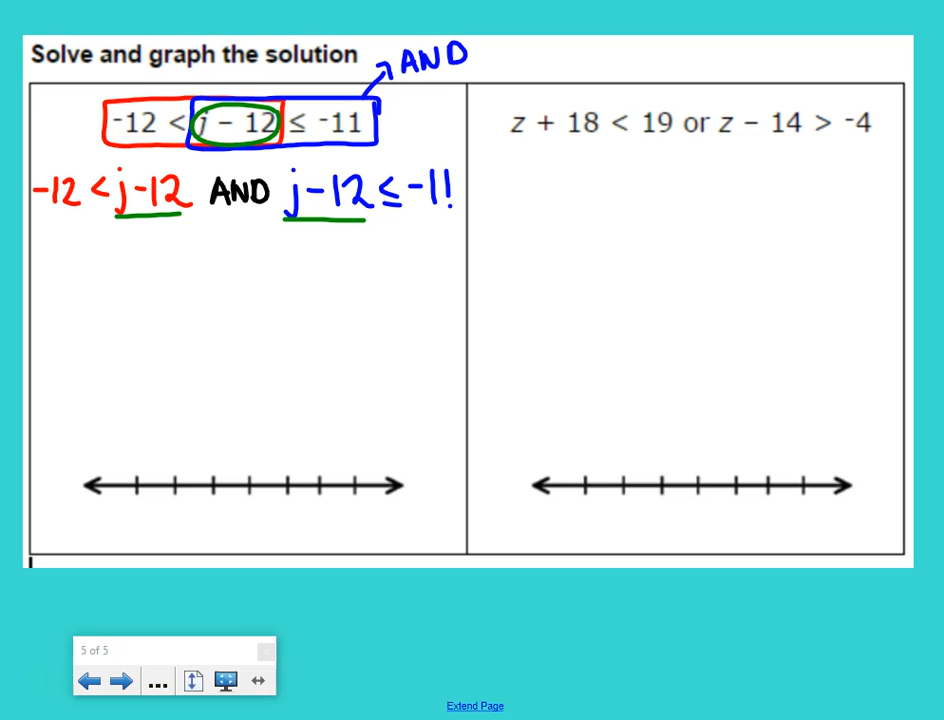 Solve and graph the solution
AND
-12 < j − 12 ≤ -11
-12 < j-12 AND j-12 ≤ -1!
z + 18 < 19 or z − 14 > -4
5 of 5
...
Extend Page